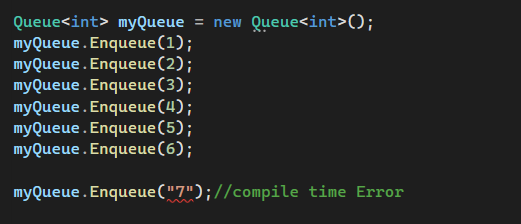 Queue<int> myQueue = new Queue<int>();
myQueue.Enqueue(1);
myQueue.Enqueue(2);
myQueue.Enqueue(3);
myQueue.Enqueue(4);
myQueue.Enqueue(5);
myQueue.Enqueue(6);
myQueue.Enqueue("7");//compile time Error